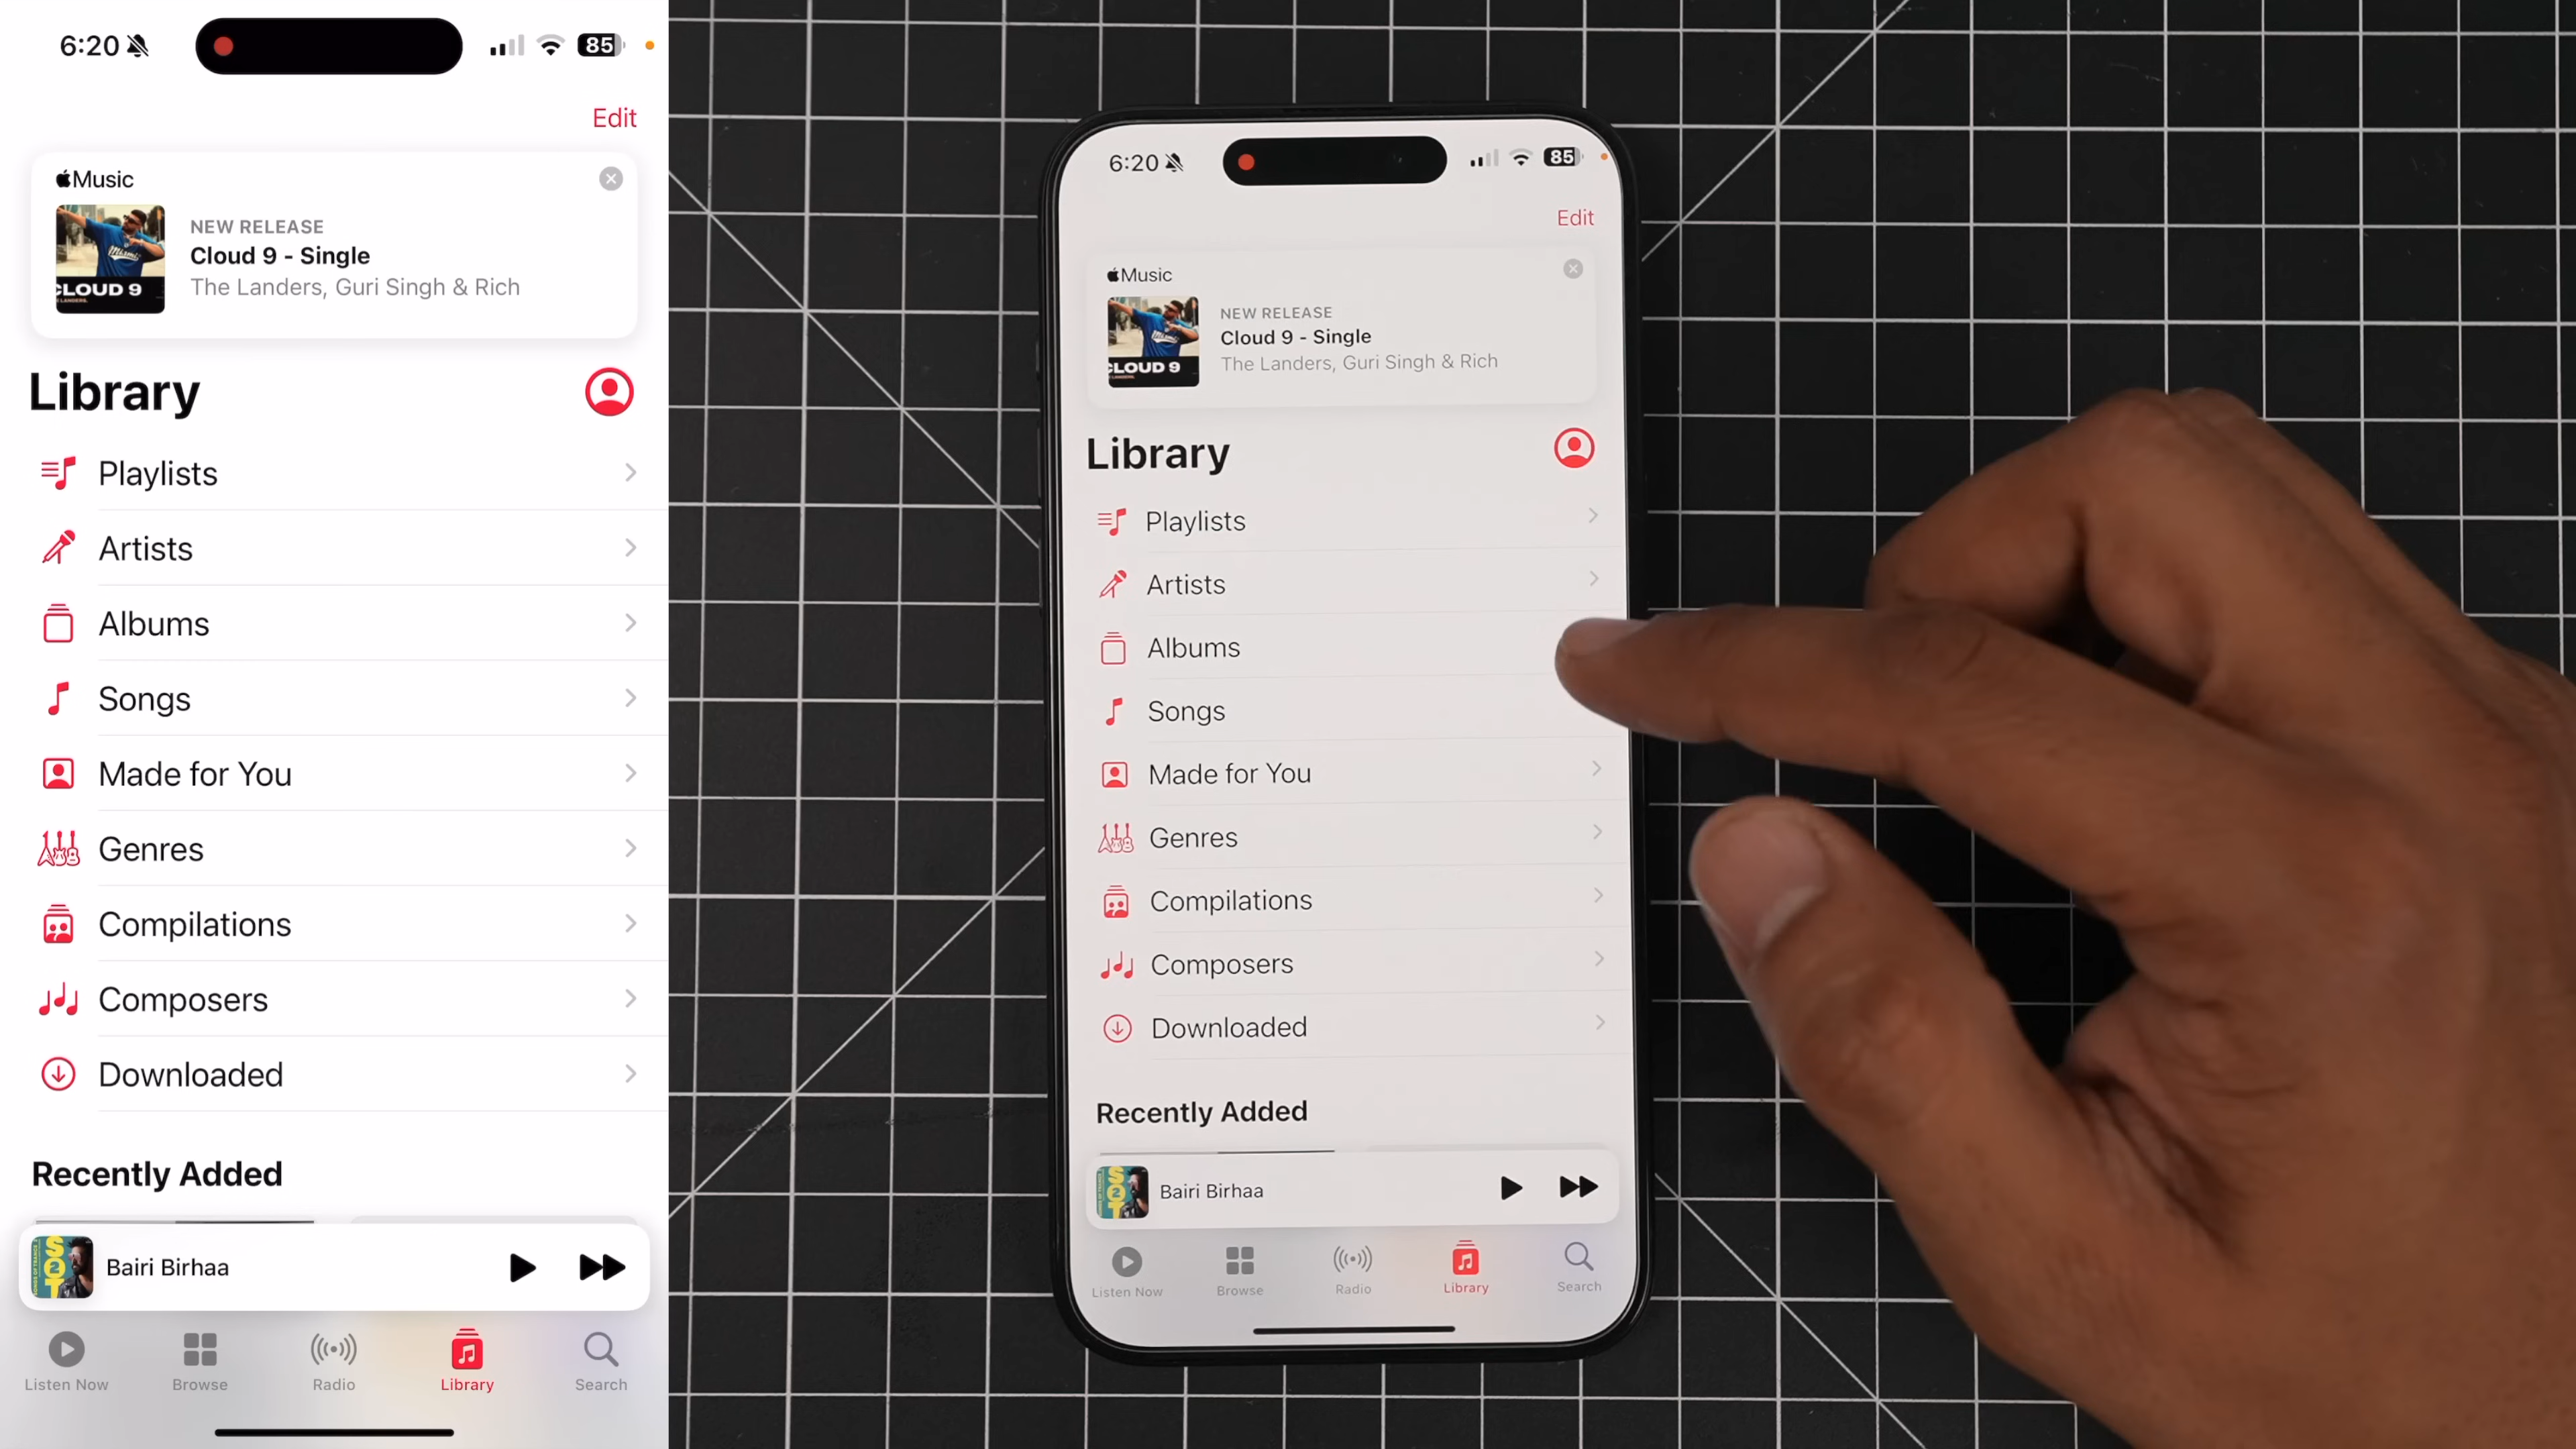 6:20
85
Edit
Music
NEW RELEASE
Cloud 9 - Single
The Landers, Guri Singh & Rich
CLOUD 9
Library
Playlists
Artists
Albums
Songs
Made for You
Genres
Compilations
Composers
Downloaded
Recently Added
Bairi Birhaa
Listen Now
Browse
Radio
Library
Search
6:20
85
Edit
Music
NEW RELEASE
Cloud 9 - Single
The Landers, Guri Singh & Rich
CLOUD 9
Library
Playlists
Artists
Albums
Songs
Made for You
Genres
Compilations
Composers
Downloaded
Recently Added
Bairi Birhaa
Listen Now
Browse
Radio
Library
Search